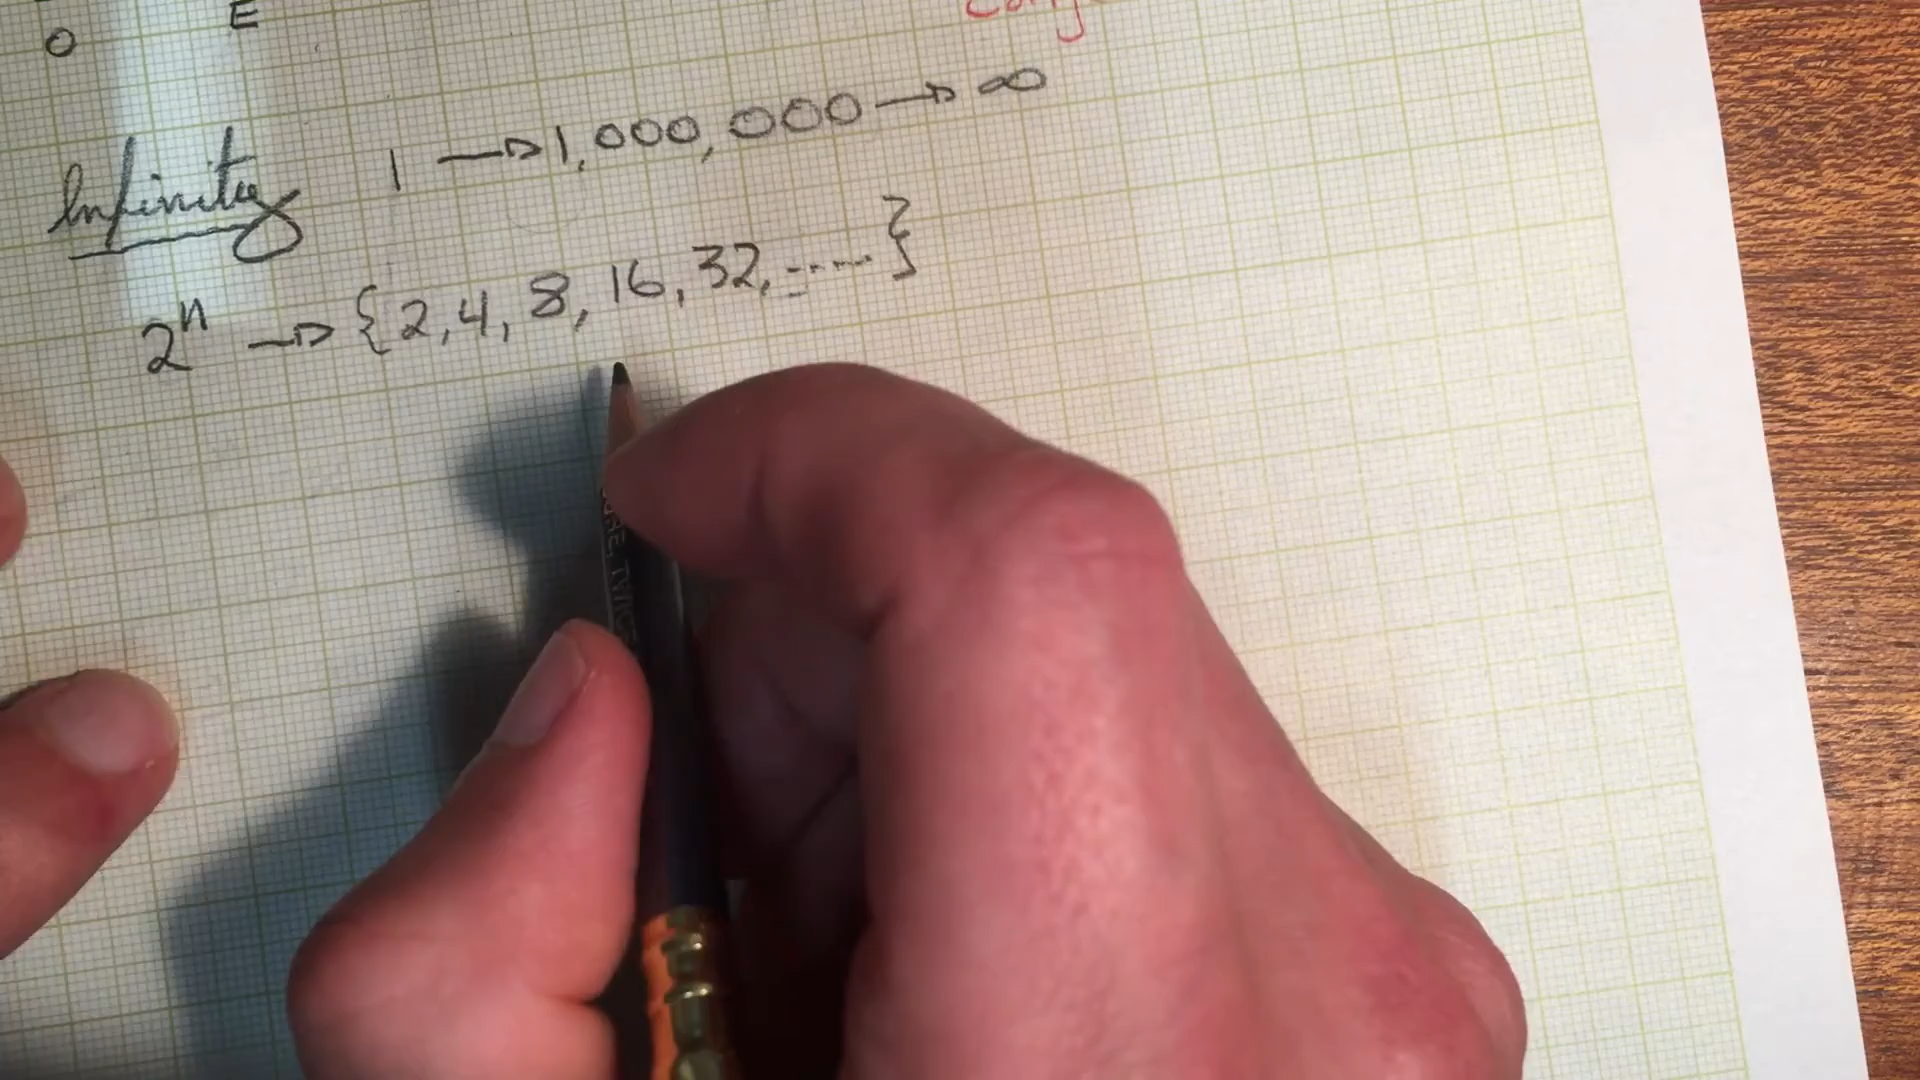 E
O
Infinity 1 → 1,000,000 → ∞
2ⁿ → {2, 4, 8, 16, 32, ......}